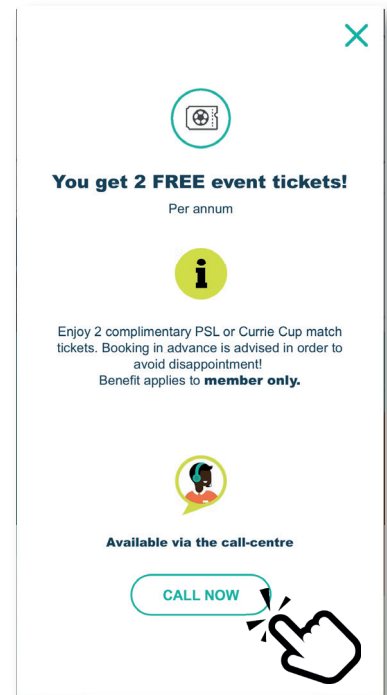 You get 2 FREE event tickets!
Per annum
Enjoy 2 complimentary PSL or Currie Cup match
tickets. Booking in advance is advised in order to
avoid disappointment!
Benefit applies to member only.
Available via the call-centre
CALL NOW